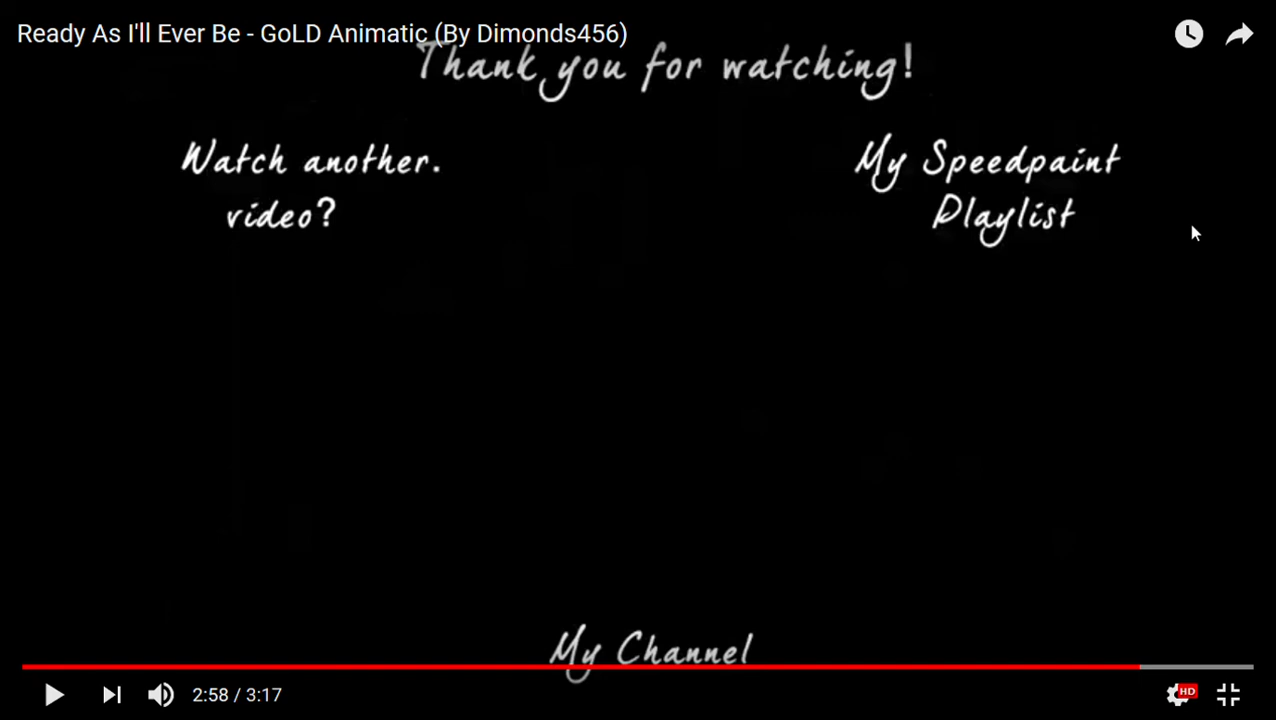 Ready As I'll Ever Be - GoLD Animatic (By Dimonds456)
Thank you for watching!
Watch another.
video?
My Speedpaint
Playlist
My Channel
2:58 / 3:17
HD